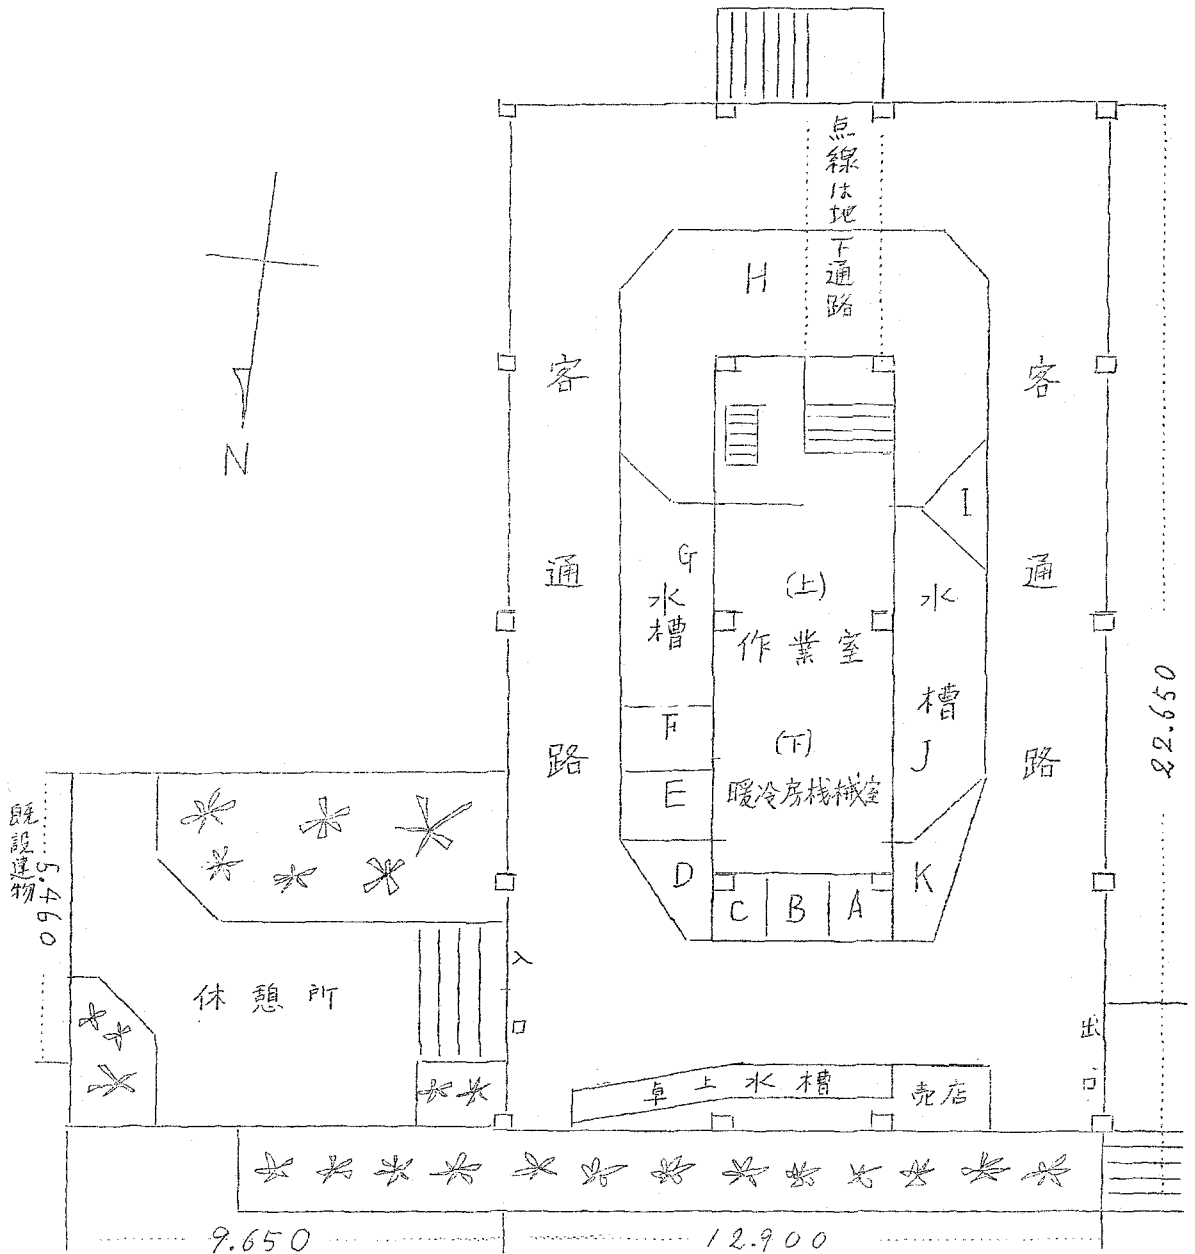 点線は地下通路
H
N
客通路
客通路
I
G
水槽
(上)
作業室
水槽
J
F
(下)
E
暖冷房桟械室
D
C
B
A
K
既設建物
5.460
22.650
休憩所
入口
出口
卓上水槽
売店
9.650
12.900